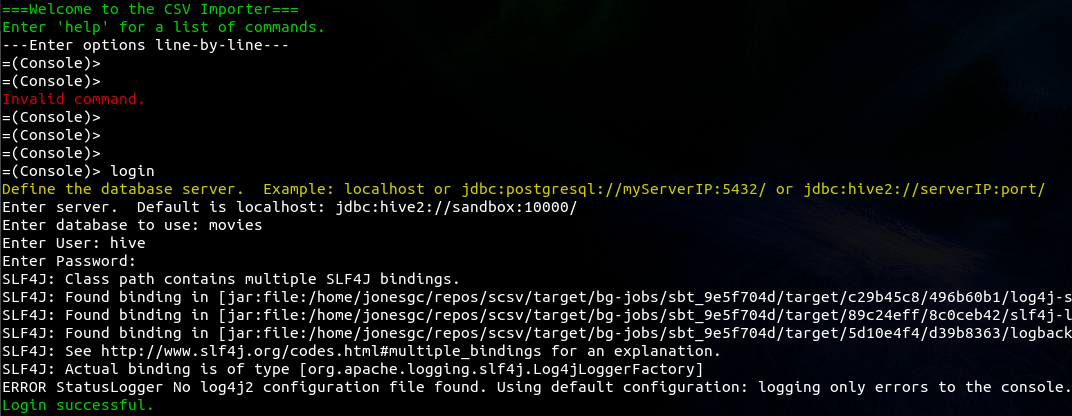 ===Welcome to the CSV Importer===
Enter 'help' for a list of commands.
---Enter options line-by-line---
=(Console)>
=(Console)>
Invalid command.
=(Console)>
=(Console)>
=(Console)>
=(Console)> login
Define the database server.  Example: localhost or jdbc:postgresql://myServerIP:5432/ or jdbc:hive2://serverIP:port/
Enter server.  Default is localhost: jdbc:hive2://sandbox:10000/
Enter database to use: movies
Enter User: hive
Enter Password:
SLF4J: Class path contains multiple SLF4J bindings.
SLF4J: Found binding in [jar:file:/home/jonesgc/repos/scsv/target/bg-jobs/sbt_9e5f704d/target/c29b45c8/496b60b1/log4j-s
SLF4J: Found binding in [jar:file:/home/jonesgc/repos/scsv/target/bg-jobs/sbt_9e5f704d/target/89c24eff/8c0ceb42/slf4j-l
SLF4J: Found binding in [jar:file:/home/jonesgc/repos/scsv/target/bg-jobs/sbt_9e5f704d/target/5d10e4f4/d39b8363/logback
SLF4J: See http://www.slf4j.org/codes.html#multiple_bindings for an explanation.
SLF4J: Actual binding is of type [org.apache.logging.slf4j.Log4jLoggerFactory]
ERROR StatusLogger No log4j2 configuration file found. Using default configuration: logging only errors to the console.
Login successful.